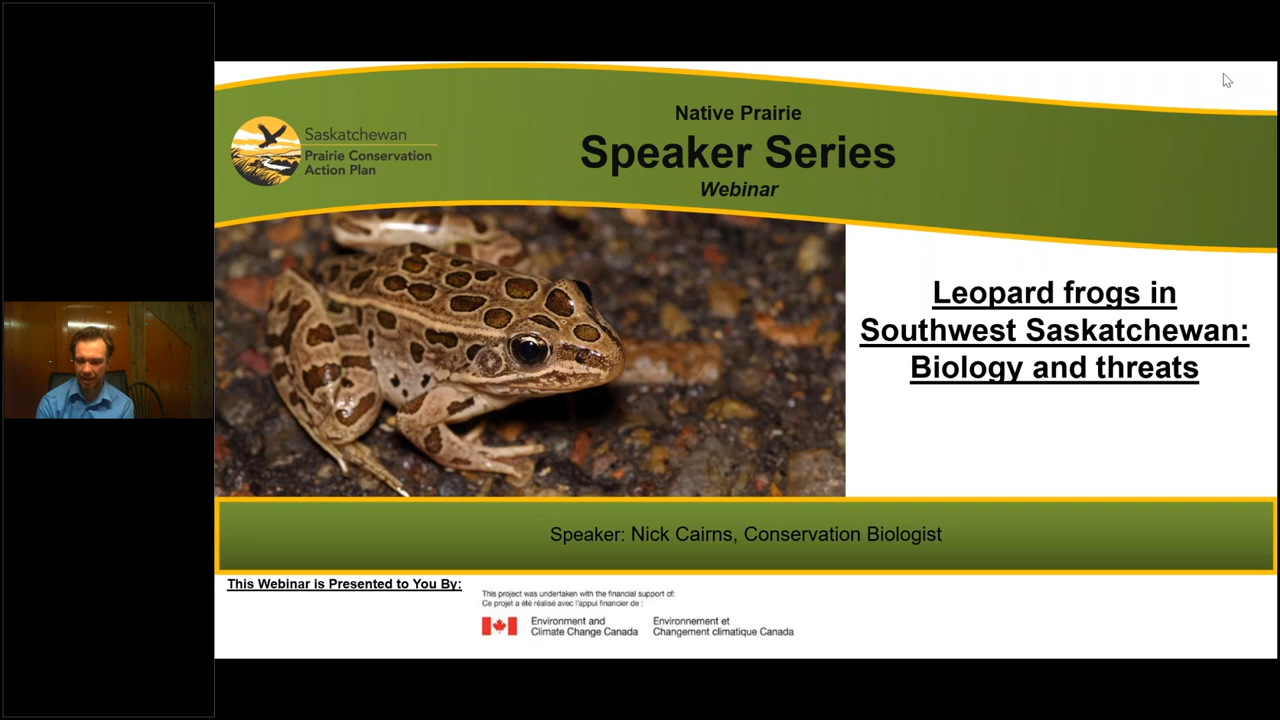 Native Prairie
Speaker Series
Webinar
Saskatchewan
Prairie Conservation
Action Plan
Leopard frogs in
Southwest Saskatchewan:
Biology and threats
Speaker: Nick Cairns, Conservation Biologist
This Webinar is Presented to You By:
This project was undertaken with the financial support of:
Ce projet a été réalisé avec l'appui financier de :
Environment and
Climate Change Canada
Environnement et
Changement climatique Canada